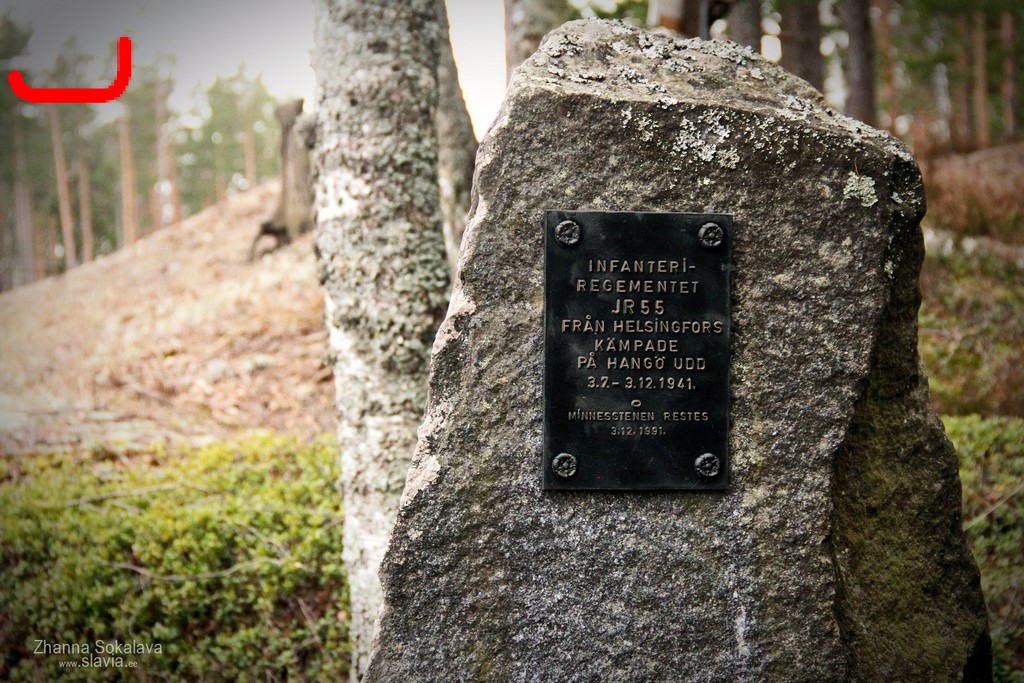 INFANTERI-
REGEMENTET
JR55
FRÅN HELSINGFORS
KÄMPADE
PÅ HANGÖ UDD
3.7.- 3.12.1941.
MINNESSTENEN RESTES
3.12.1991.
Zhanna Sokalava
www.slavia.ee